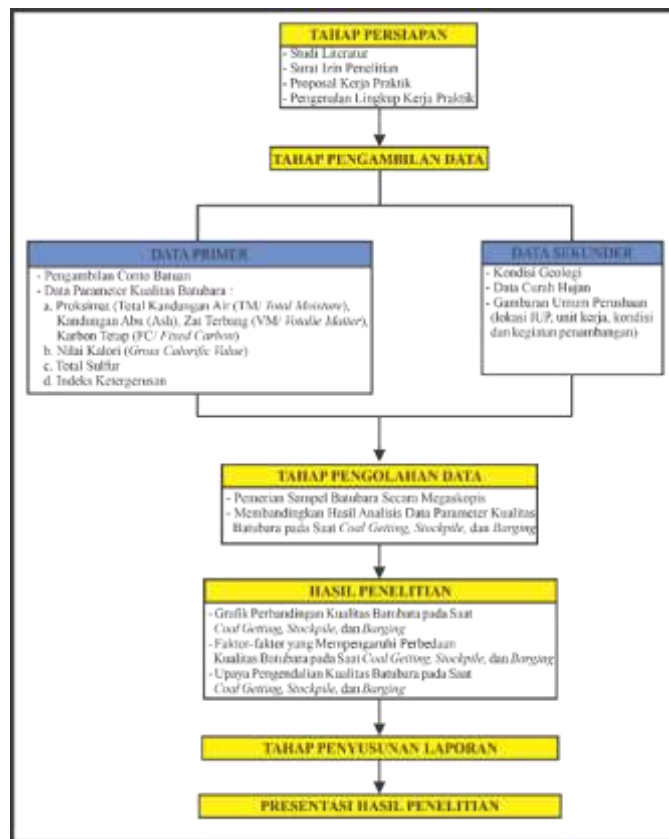 TAHAP PERSIAPAN
- Studi Literatur
- Surat Izin Penelitian
- Proposal Kerja Praktik
- Pengenalan Lingkup Kerja Praktik
TAHAP PENGAMBILAN DATA
DATA PRIMER
- Pengambilan Conto Batuan
- Data Parameter Kualitas Batubara :
a. Proksimat (Total Kandungan Air (TM/ Total Moisture),
Kandungan Abu (Ash), Zat Terbang (VM/ Votalie Matter),
Karbon Tetap (FC/ Fixed Carbon)
b. Nilai Kalori (Gross Calorific Value)
c. Total Sulfur
d. Indeks Ketergerusan
DATA SEKUNDER
- Kondisi Geologi
- Data Curah Hujan
- Gambaran Umum Perushaan
(lokasi IUP, unit kerja, kondisi
dan kegiatan penambangan)
TAHAP PENGOLAHAN DATA
- Pemerian Sampel Batubara Secara Megaskopis
- Membandingkan Hasil Analisis Data Parameter Kualitas
Batubara pada Saat Coal Getting, Stockpile, dan Barging
HASIL PENELITIAN
- Grafik Perbandingan Kualitas Batubara pada Saat
Coal Getting, Stockpile, dan Barging
- Faktor-faktor yang Mempengaruhi Perbedaan
Kualitas Batubara pada Saat Coal Getting, Stockpile, dan Barging
- Upaya Pengendalian Kualitas Batubara pada Saat
Coal Getting, Stockpile, dan Barging
TAHAP PENYUSUNAN LAPORAN
PRESENTASI HASIL PENELITIAN